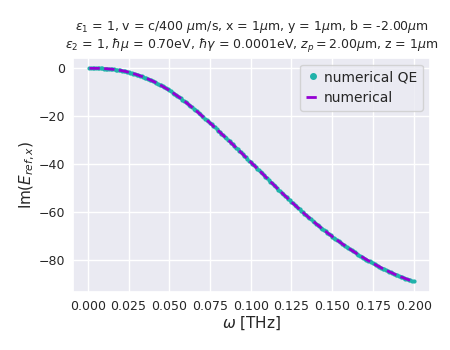 ε₁ = 1, v = c/400 μm/s, x = 1μm, y = 1μm, b = -2.00μm
ε₂ = 1, ħμ = 0.70eV, ħγ = 0.0001eV, zₚ = 2.00μm, z = 1μm
numerical QE
numerical
Im(E_{ref,x})
0
−20
−40
−60
−80
0.000 0.025 0.050 0.075 0.100 0.125 0.150 0.175 0.200
ω [THz]